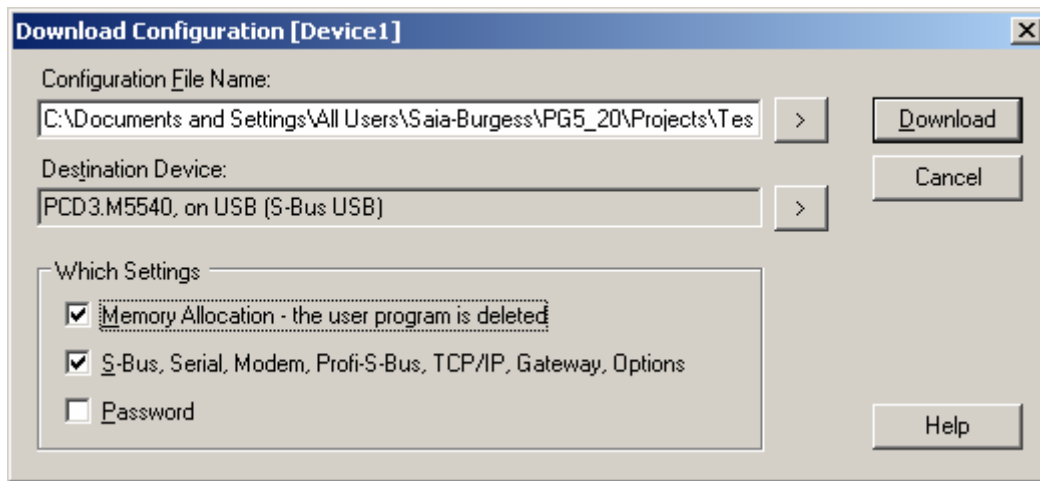 Download Configuration [Device1]
Configuration File Name:
C:\Documents and Settings\All Users\Saia-Burgess\PG5_20\Projects\Tes
>
Download
Destination Device:
Cancel
PCD3.M5540, on USB (S-Bus USB)
>
Which Settings
Memory Allocation - the user program is deleted
S-Bus, Serial, Modem, Profi-S-Bus, TCP/IP, Gateway, Options
Password
Help